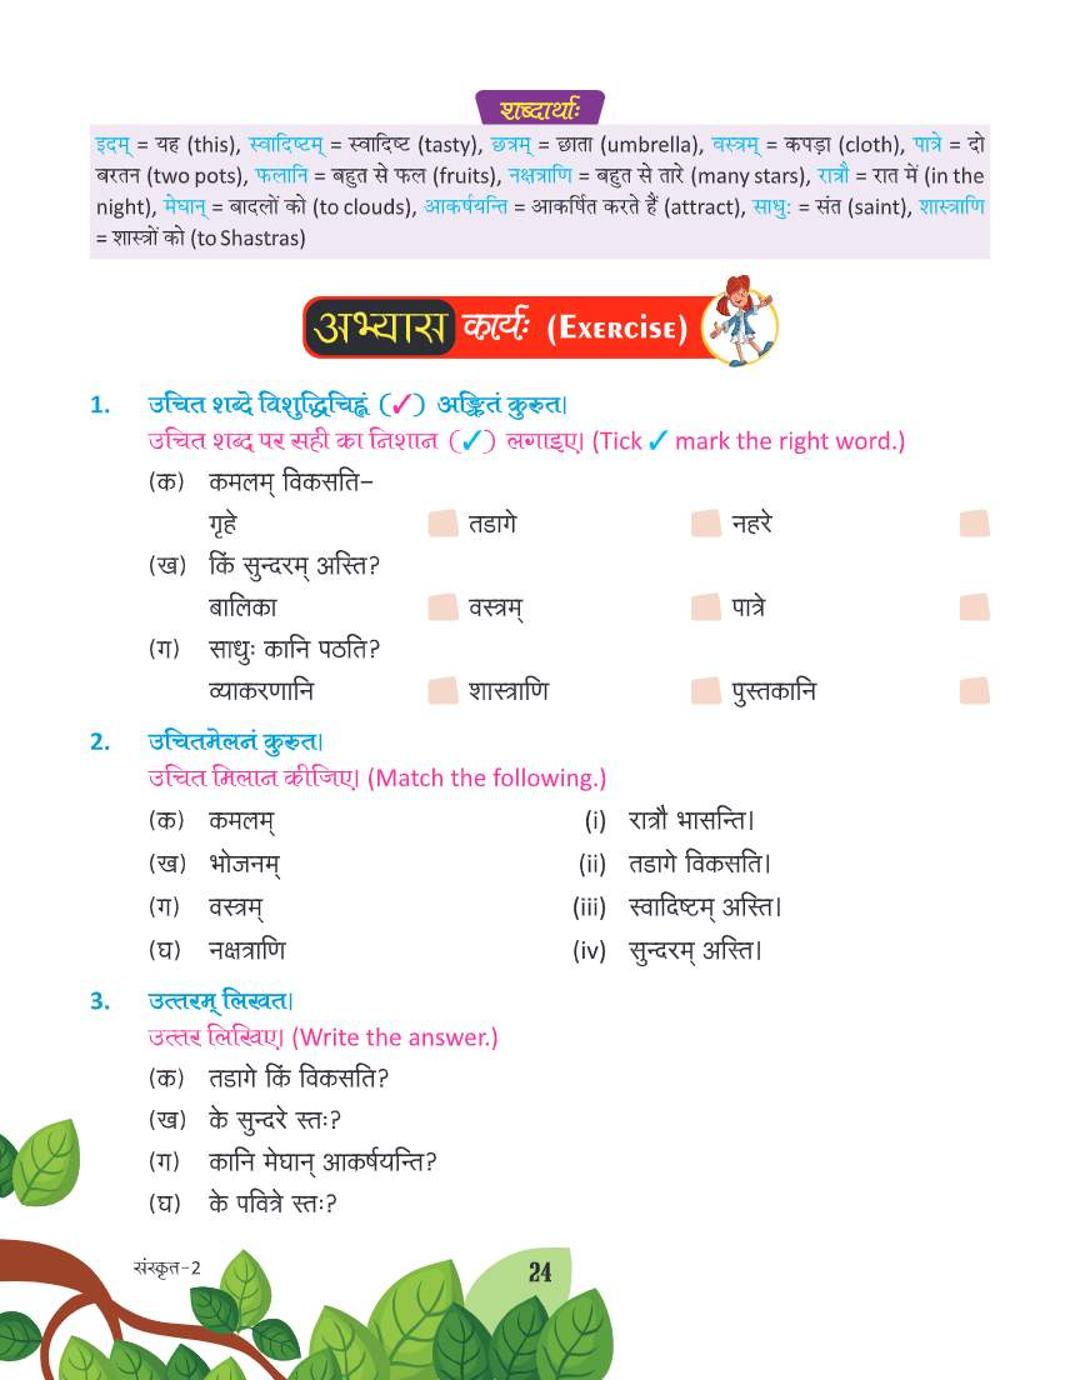 शब्दार्थाः
इदम् = यह (this), स्वादिष्टम् = स्वादिष्ट (tasty), छत्रम् = छाता (umbrella), वस्त्रम् = कपड़ा (cloth), पात्रे = दो
बरतन (two pots), फलानि = बहुत से फल (fruits), नक्षत्राणि = बहुत से तारे (many stars), रात्रौ = रात में (in the
night), मेघान् = बादलों को (to clouds), आकर्षयन्ति = आकर्षित करते हैं (attract), साधुः = संत (saint), शास्त्राणि
= शास्त्रों को (to Shastras)
अभ्यास कार्यः (Exercise)
1. उचित शब्दे विशुद्धिचिह्नं (✓) अङ्कितं कुरुत।
उचित शब्द पर सही का निशान (✓) लगाइए। (Tick ✓ mark the right word.)
(क) कमलम् विकसति–
गृहे तडागे नहरे
(ख) किं सुन्दरम् अस्ति?
बालिका वस्त्रम् पात्रे
(ग) साधुः कानि पठति?
व्याकरणानि शास्त्राणि पुस्तकानि
2. उचितमेलनं कुरुत।
उचित मिलान कीजिए। (Match the following.)
(क) कमलम् (i) रात्रौ भासन्ति।
(ख) भोजनम् (ii) तडागे विकसति।
(ग) वस्त्रम् (iii) स्वादिष्टम् अस्ति।
(घ) नक्षत्राणि (iv) सुन्दरम् अस्ति।
3. उत्तरम् लिखत।
उत्तर लिखिए। (Write the answer.)
(क) तडागे किं विकसति?
(ख) के सुन्दरे स्तः?
(ग) कानि मेघान् आकर्षयन्ति?
(घ) के पवित्रे स्तः?
संस्कृत-2 24